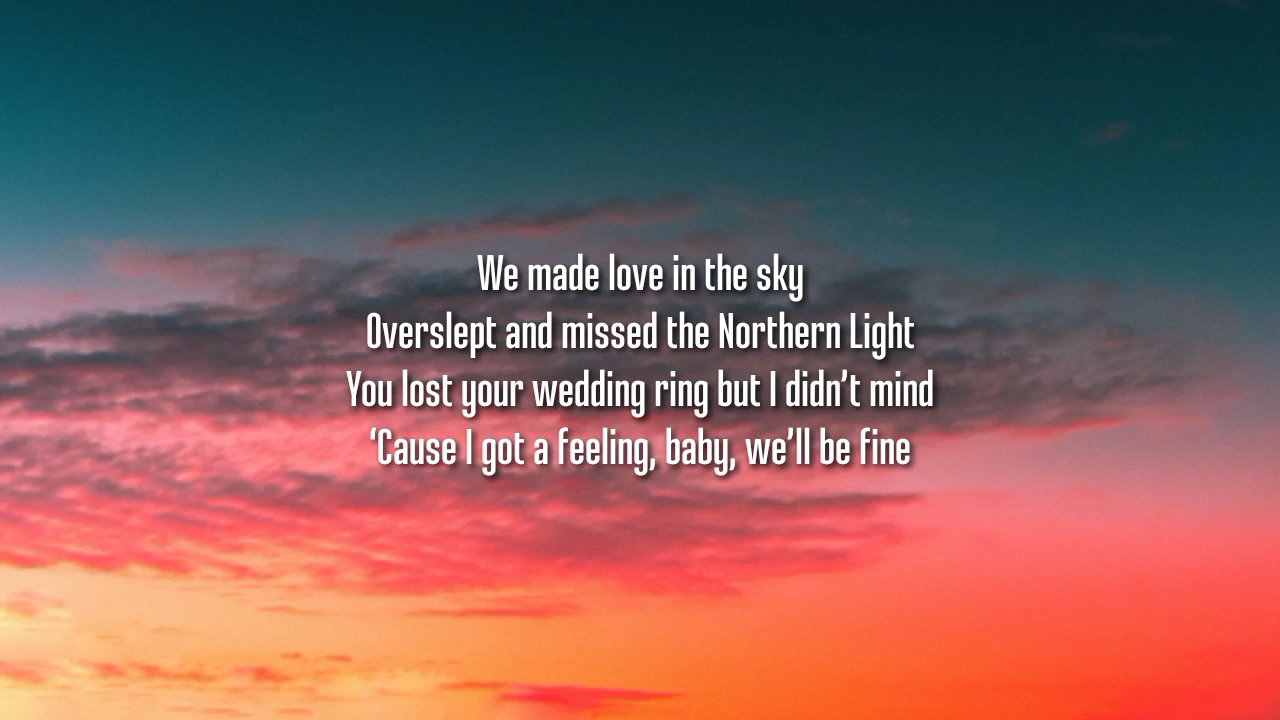 We made love in the sky
Overslept and missed the Northern Light
You lost your wedding ring but I didn’t mind
‘Cause I got a feeling, baby, we’ll be fine